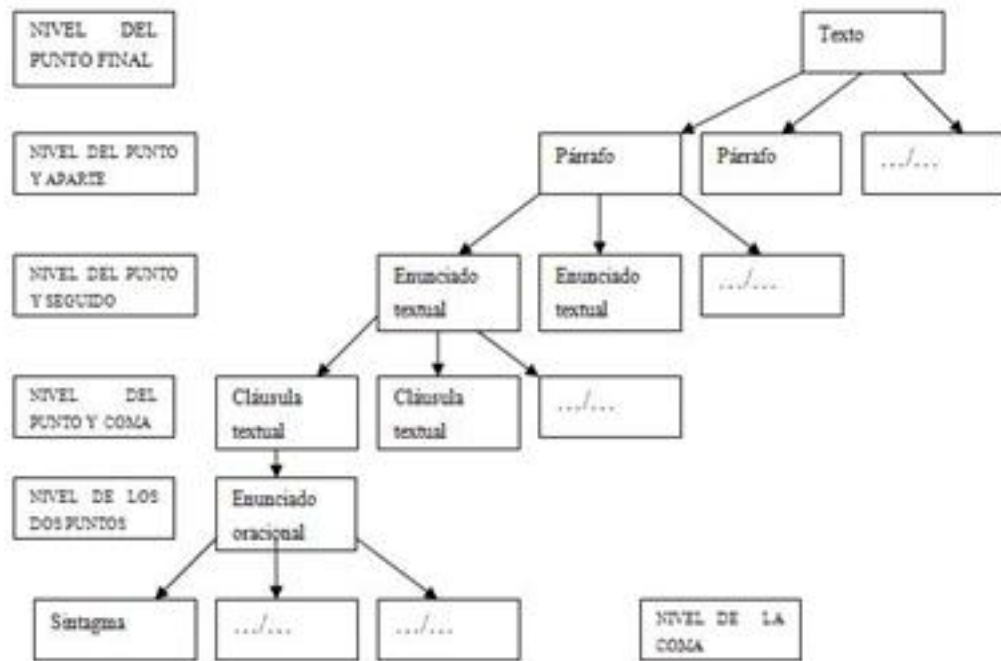 NIVEL DEL
PUNTO FINAL
Texto
NIVEL DEL PUNTO
Y APARTE
Párrafo
Párrafo
.../...
NIVEL DEL PUNTO
Y SEGUIDO
Enunciado
textual
Enunciado
textual
.../...
NIVEL DEL
PUNTO Y COMA
Cláusula
textual
Cláusula
textual
.../...
NIVEL DE LOS
DOS PUNTOS
Enunciado
oracional
Sintagma
.../...
.../...
NIVEL DE LA
COMA